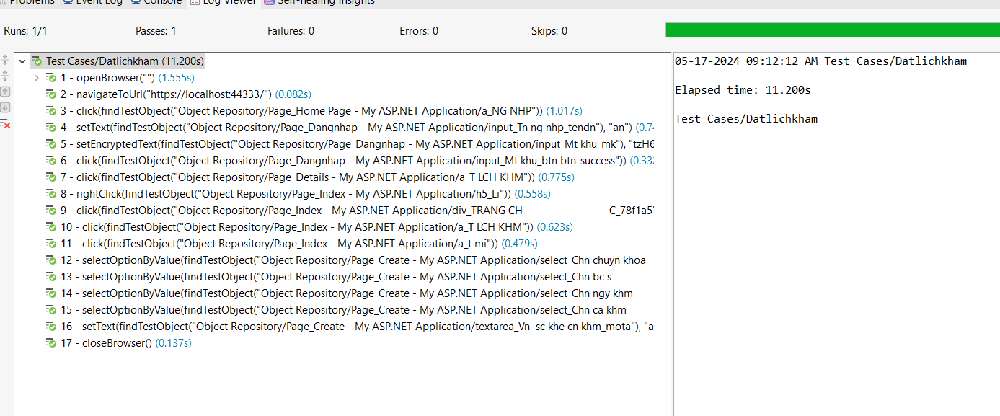 Problems Event Log Console Log Viewer Self-healing Insights
Runs: 1/1 Passes: 1 Failures: 0 Errors: 0 Skips: 0
Test Cases/Datlichkham (11.200s)
1 - openBrowser("") (1.555s)
2 - navigateToUrl("https://localhost:44333/") (0.082s)
3 - click(findTestObject("Object Repository/Page_Home Page - My ASP.NET Application/a_NG NHP")) (1.017s)
4 - setText(findTestObject("Object Repository/Page_Dangnhap - My ASP.NET Application/input_Tn ng nhp_tendn"), "an") (0.74
5 - setEncryptedText(findTestObject("Object Repository/Page_Dangnhap - My ASP.NET Application/input_Mt khu_mk"), "tzH6
6 - click(findTestObject("Object Repository/Page_Dangnhap - My ASP.NET Application/input_Mt khu_btn btn-success")) (0.332
7 - click(findTestObject("Object Repository/Page_Details - My ASP.NET Application/a_T LCH KHM")) (0.775s)
8 - rightClick(findTestObject("Object Repository/Page_Index - My ASP.NET Application/h5_Li")) (0.558s)
9 - click(findTestObject("Object Repository/Page_Index - My ASP.NET Application/div_TRANG CH C_78f1a5"
10 - click(findTestObject("Object Repository/Page_Index - My ASP.NET Application/a_T LCH KHM")) (0.623s)
11 - click(findTestObject("Object Repository/Page_Index - My ASP.NET Application/a_t mi")) (0.479s)
12 - selectOptionByValue(findTestObject("Object Repository/Page_Create - My ASP.NET Application/select_Chn chuyn khoa
13 - selectOptionByValue(findTestObject("Object Repository/Page_Create - My ASP.NET Application/select_Chn bc s
14 - selectOptionByValue(findTestObject("Object Repository/Page_Create - My ASP.NET Application/select_Chn ngy khm
15 - selectOptionByValue(findTestObject("Object Repository/Page_Create - My ASP.NET Application/select_Chn ca khm
16 - setText(findTestObject("Object Repository/Page_Create - My ASP.NET Application/textarea_Vn sc khe cn khm_mota"), "a
17 - closeBrowser() (0.137s)
05-17-2024 09:12:12 AM Test Cases/Datlichkham
Elapsed time: 11.200s
Test Cases/Datlichkham